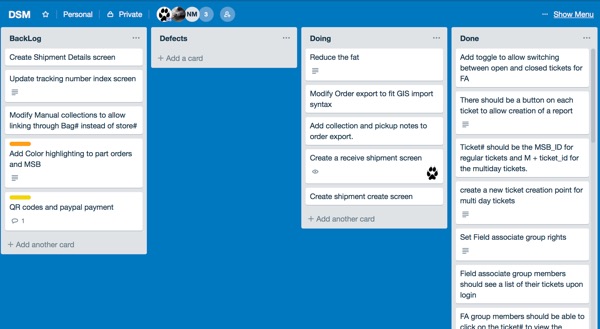 DSM
Personal
Private
NM
3
... Show Menu
BackLog
...
Create Shipment Details screen
Update tracking number index screen
Modify Manual collections to allow
linking through Bag# instead of store#
Add Color highlighting to part orders
and MSB
QR codes and paypal payment
1
+ Add another card
Defects
...
+ Add a card
Doing
...
Reduce the fat
Modify Order export to fit GIS import
syntax
Add collection and pickup notes to
order export.
Create a receive shipment screen
Create shipment create screen
+ Add another card
Done
...
Add toggle to allow switching
between open and closed tickets for
FA
There should be a button on each
ticket to allow creation of a report
Ticket# should be the MSB_ID for
regular tickets and M + ticket_id for
the multiday tickets.
create a new ticket creation point for
multi day tickets
Set Field associate group rights
Field associate group members
should see a list of their tickets upon
login
FA group members should be able to
click on the ticket# to view the